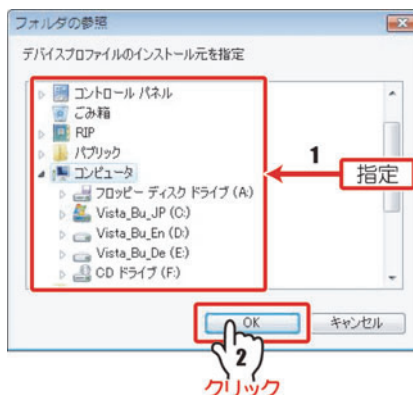 フォルダの参照
デバイスプロファイルのインストール元を指定
コントロール パネル
ごみ箱
RIP
パブリック
コンピュータ
フロッピー ディスク ドライブ (A:)
Vista_Bu_JP (C:)
Vista_Bu_En (D:)
Vista_Bu_De (E:)
CD ドライブ (F:)
1
指定
OK
キャンセル
2
クリック